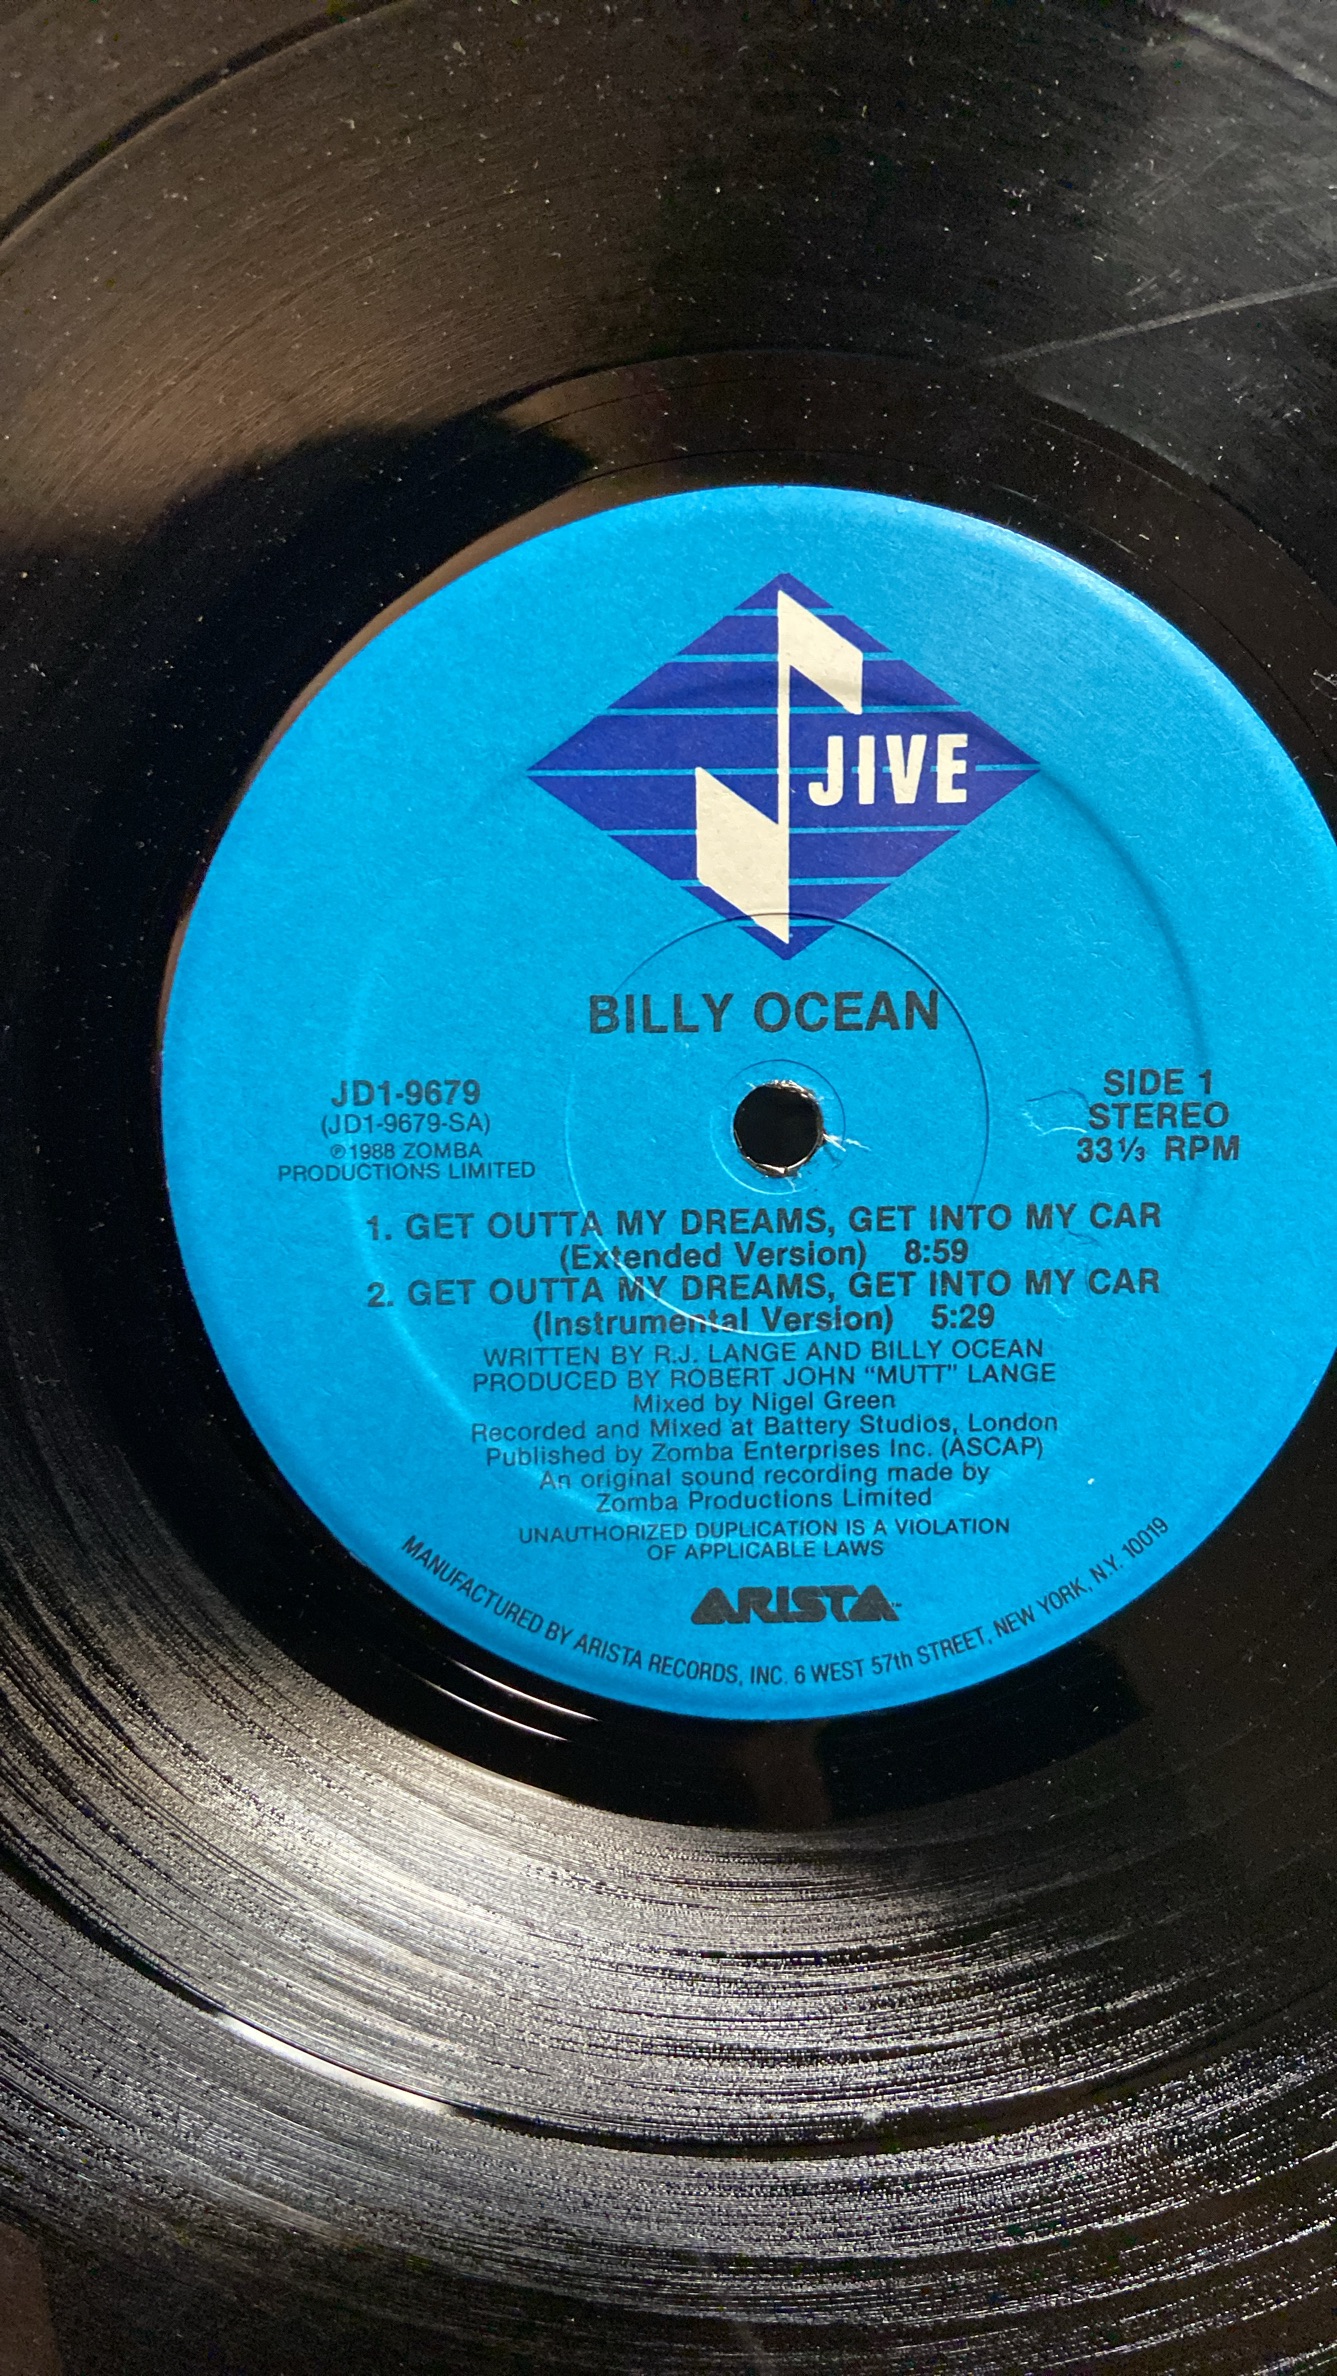 JIVE
BILLY OCEAN
JD1-9679
(JD1-9679-SA)
℗1988 ZOMBA
PRODUCTIONS LIMITED
SIDE 1
STEREO
33⅓ RPM
1. GET OUTTA MY DREAMS, GET INTO MY CAR
(Extended Version) 8:59
2. GET OUTTA MY DREAMS, GET INTO MY CAR
(Instrumental Version) 5:29
WRITTEN BY R.J. LANGE AND BILLY OCEAN
PRODUCED BY ROBERT JOHN "MUTT" LANGE
Mixed by Nigel Green
Recorded and Mixed at Battery Studios, London
Published by Zomba Enterprises Inc. (ASCAP)
An original sound recording made by
Zomba Productions Limited
UNAUTHORIZED DUPLICATION IS A VIOLATION
OF APPLICABLE LAWS
ARISTA™
MANUFACTURED BY ARISTA RECORDS, INC. 6 WEST 57th STREET, NEW YORK, N.Y. 10019